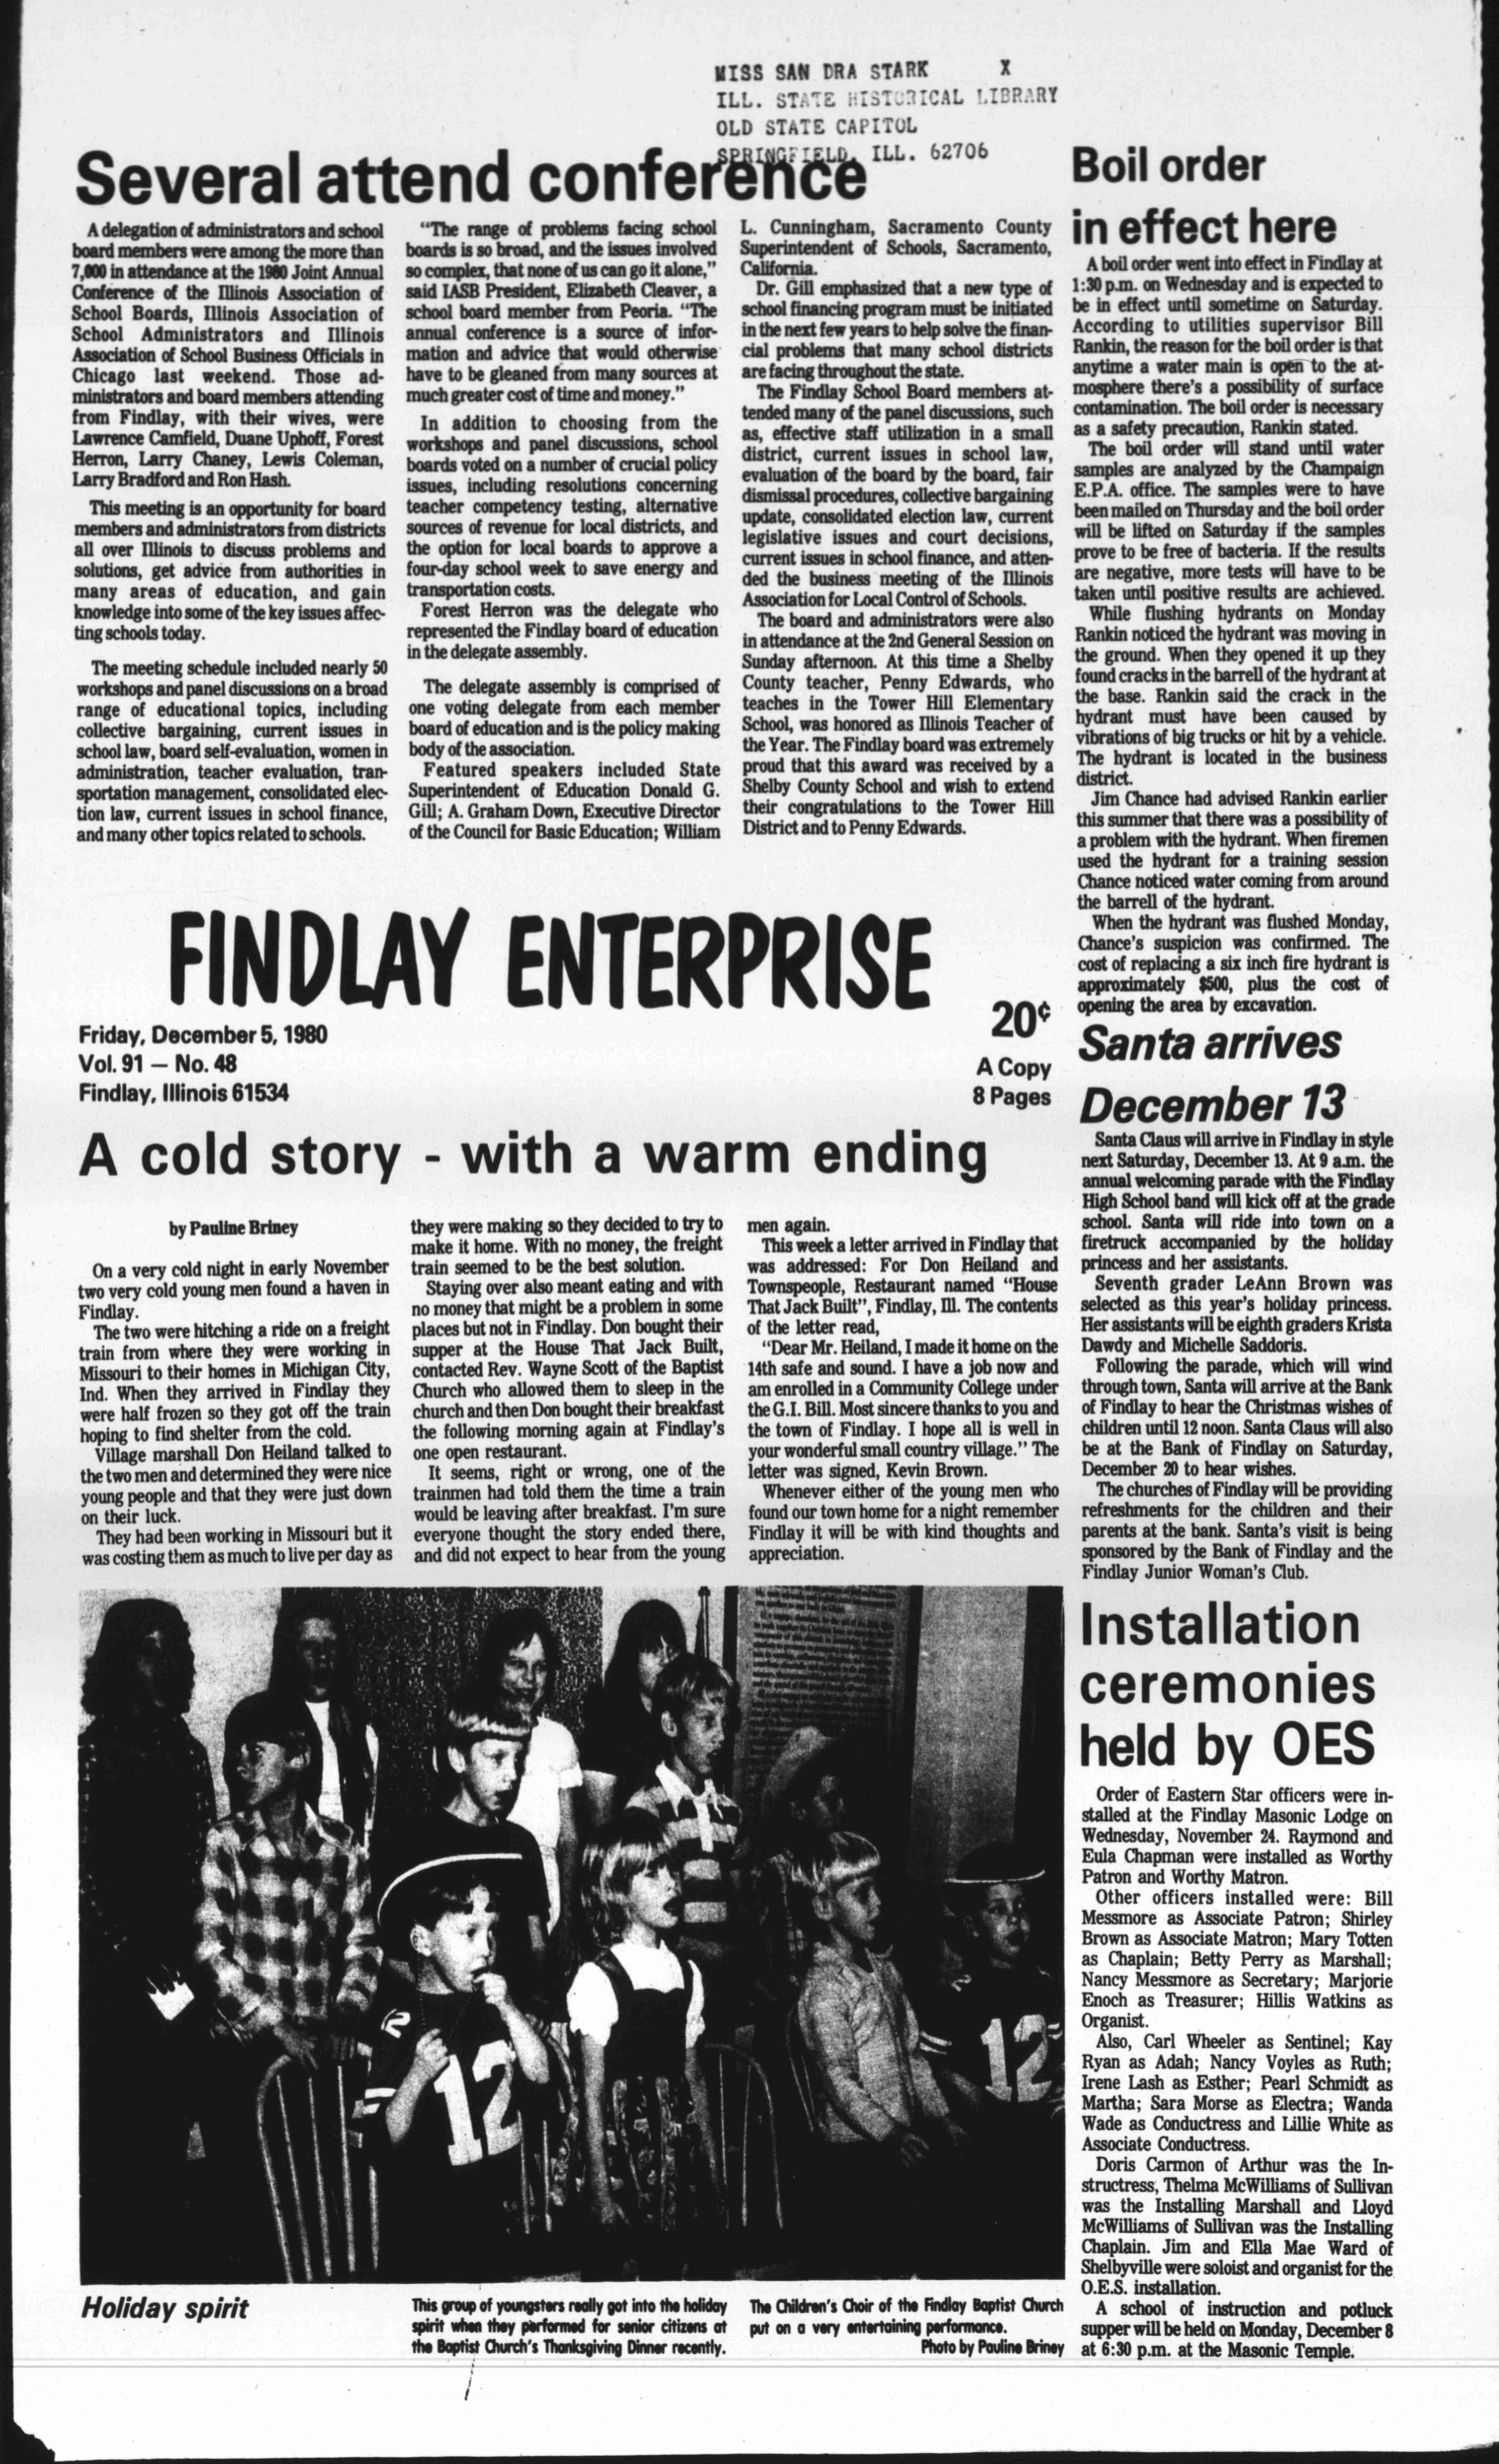 MISS SAN DRA STARK X
ILL. STATE HISTORICAL LIBRARY
OLD STATE CAPITOL
SPRINGFIELD, ILL. 62706
Several attend conference
A delegation of administrators and school
board members were among the more than
7,000 in attendance at the 1980 Joint Annual
Conference of the Illinois Association of
School Boards, Illinois Association of
School Administrators and Illinois
Association of School Business Officials in
Chicago last weekend. Those ad-
ministrators and board members attending
from Findlay, with their wives, were
Lawrence Camfield, Duane Uphoff, Forest
Herron, Larry Chaney, Lewis Coleman,
Larry Bradford and Ron Hash.
This meeting is an opportunity for board
members and administrators from districts
all over Illinois to discuss problems and
solutions, get advice from authorities in
many areas of education, and gain
knowledge into some of the key issues affec-
ting schools today.
The meeting schedule included nearly 50
workshops and panel discussions on a broad
range of educational topics, including
collective bargaining, current issues in
school law, board self-evaluation, women in
administration, teacher evaluation, tran-
sportation management, consolidated elec-
tion law, current issues in school finance,
and many other topics related to schools.
"The range of problems facing school
boards is so broad, and the issues involved
so complex, that none of us can go it alone,"
said IASB President, Elizabeth Cleaver, a
school board member from Peoria. "The
annual conference is a source of infor-
mation and advice that would otherwise
have to be gleaned from many sources at
much greater cost of time and money."
In addition to choosing from the
workshops and panel discussions, school
boards voted on a number of crucial policy
issues, including resolutions concerning
teacher competency testing, alternative
sources of revenue for local districts, and
the option for local boards to approve a
four-day school week to save energy and
transportation costs.
Forest Herron was the delegate who
represented the Findlay board of education
in the delegate assembly.
The delegate assembly is comprised of
one voting delegate from each member
board of education and is the policy making
body of the association.
Featured speakers included State
Superintendent of Education Donald G.
Gill; A. Graham Down, Executive Director
of the Council for Basic Education; William
L. Cunningham, Sacramento County
Superintendent of Schools, Sacramento,
California.
Dr. Gill emphasized that a new type of
school financing program must be initiated
in the next few years to help solve the finan-
cial problems that many school districts
are facing throughout the state.
The Findlay School Board members at-
tended many of the panel discussions, such
as, effective staff utilization in a small
district, current issues in school law,
evaluation of the board by the board, fair
dismissal procedures, collective bargaining
update, consolidated election law, current
legislative issues and court decisions,
current issues in school finance, and atten-
ded the business meeting of the Illinois
Association for Local Control of Schools.
The board and administrators were also
in attendance at the 2nd General Session on
Sunday afternoon. At this time a Shelby
County teacher, Penny Edwards, who
teaches in the Tower Hill Elementary
School, was honored as Illinois Teacher of
the Year. The Findlay board was extremely
proud that this award was received by a
Shelby County School and wish to extend
their congratulations to the Tower Hill
District and to Penny Edwards.
Boil order
in effect here
A boil order went into effect in Findlay at
1:30 p.m. on Wednesday and is expected to
be in effect until sometime on Saturday.
According to utilities supervisor Bill
Rankin, the reason for the boil order is that
anytime a water main is open to the at-
mosphere there's a possibility of surface
contamination. The boil order is necessary
as a safety precaution, Rankin stated.
The boil order will stand until water
samples are analyzed by the Champaign
E.P.A. office. The samples were to have
been mailed on Thursday and the boil order
will be lifted on Saturday if the samples
prove to be free of bacteria. If the results
are negative, more tests will have to be
taken until positive results are achieved.
While flushing hydrants on Monday
Rankin noticed the hydrant was moving in
the ground. When they opened it up they
found cracks in the barrell of the hydrant at
the base. Rankin said the crack in the
hydrant must have been caused by
vibrations of big trucks or hit by a vehicle.
The hydrant is located in the business
district.
Jim Chance had advised Rankin earlier
this summer that there was a possibility of
a problem with the hydrant. When firemen
used the hydrant for a training session
Chance noticed water coming from around
the barrell of the hydrant.
When the hydrant was flushed Monday,
Chance's suspicion was confirmed. The
cost of replacing a six inch fire hydrant is
approximately $500, plus the cost of
opening the area by excavation.
FINDLAY ENTERPRISE
Friday, December 5, 1980
Vol. 91 — No. 48
Findlay, Illinois 61534
20¢
A Copy
8 Pages
A cold story - with a warm ending
by Pauline Briney
On a very cold night in early November
two very cold young men found a haven in
Findlay.
The two were hitching a ride on a freight
train from where they were working in
Missouri to their homes in Michigan City,
Ind. When they arrived in Findlay they
were half frozen so they got off the train
hoping to find shelter from the cold.
Village marshall Don Heiland talked to
the two men and determined they were nice
young people and that they were just down
on their luck.
They had been working in Missouri but it
was costing them as much to live per day as
they were making so they decided to try to
make it home. With no money, the freight
train seemed to be the best solution.
Staying over also meant eating and with
no money that might be a problem in some
places but not in Findlay. Don bought their
supper at the House That Jack Built,
contacted Rev. Wayne Scott of the Baptist
Church who allowed them to sleep in the
church and then Don bought their breakfast
the following morning again at Findlay's
one open restaurant.
It seems, right or wrong, one of the
trainmen had told them the time a train
would be leaving after breakfast. I'm sure
everyone thought the story ended there,
and did not expect to hear from the young
men again.
This week a letter arrived in Findlay that
was addressed: For Don Heiland and
Townspeople, Restaurant named "House
That Jack Built", Findlay, Ill. The contents
of the letter read,
"Dear Mr. Heiland, I made it home on the
14th safe and sound. I have a job now and
am enrolled in a Community College under
the G.I. Bill. Most sincere thanks to you and
the town of Findlay. I hope all is well in
your wonderful small country village." The
letter was signed, Kevin Brown.
Whenever either of the young men who
found our town home for a night remember
Findlay it will be with kind thoughts and
appreciation.
Santa arrives
December 13
Santa Claus will arrive in Findlay in style
next Saturday, December 13. At 9 a.m. the
annual welcoming parade with the Findlay
High School band will kick off at the grade
school. Santa will ride into town on a
firetruck accompanied by the holiday
princess and her assistants.
Seventh grader LeAnn Brown was
selected as this year's holiday princess.
Her assistants will be eighth graders Krista
Dawdy and Michelle Saddoris.
Following the parade, which will wind
through town, Santa will arrive at the Bank
of Findlay to hear the Christmas wishes of
children until 12 noon. Santa Claus will also
be at the Bank of Findlay on Saturday,
December 20 to hear wishes.
The churches of Findlay will be providing
refreshments for the children and their
parents at the bank. Santa's visit is being
sponsored by the Bank of Findlay and the
Findlay Junior Woman's Club.
Installation
ceremonies
held by OES
Order of Eastern Star officers were in-
stalled at the Findlay Masonic Lodge on
Wednesday, November 24. Raymond and
Eula Chapman were installed as Worthy
Patron and Worthy Matron.
Other officers installed were: Bill
Messmore as Associate Patron; Shirley
Brown as Associate Matron; Mary Totten
as Chaplain; Betty Perry as Marshall;
Nancy Messmore as Secretary; Marjorie
Enoch as Treasurer; Hillis Watkins as
Organist.
Also, Carl Wheeler as Sentinel; Kay
Ryan as Adah; Nancy Voyles as Ruth;
Irene Lash as Esther; Pearl Schmidt as
Martha; Sara Morse as Electra; Wanda
Wade as Conductress and Lillie White as
Associate Conductress.
Doris Carmon of Arthur was the In-
structress, Thelma McWilliams of Sullivan
was the Installing Marshall and Lloyd
McWilliams of Sullivan was the Installing
Chaplain. Jim and Ella Mae Ward of
Shelbyville were soloist and organist for the
O.E.S. installation.
A school of instruction and potluck
supper will be held on Monday, December 8
at 6:30 p.m. at the Masonic Temple.
12
12
12
Holiday spirit
This group of youngsters really got into the holiday
spirit when they performed for senior citizens at
the Baptist Church's Thanksgiving Dinner recently.
The Children's Choir of the Findlay Baptist Church
put on a very entertaining performance.
Photo by Pauline Briney